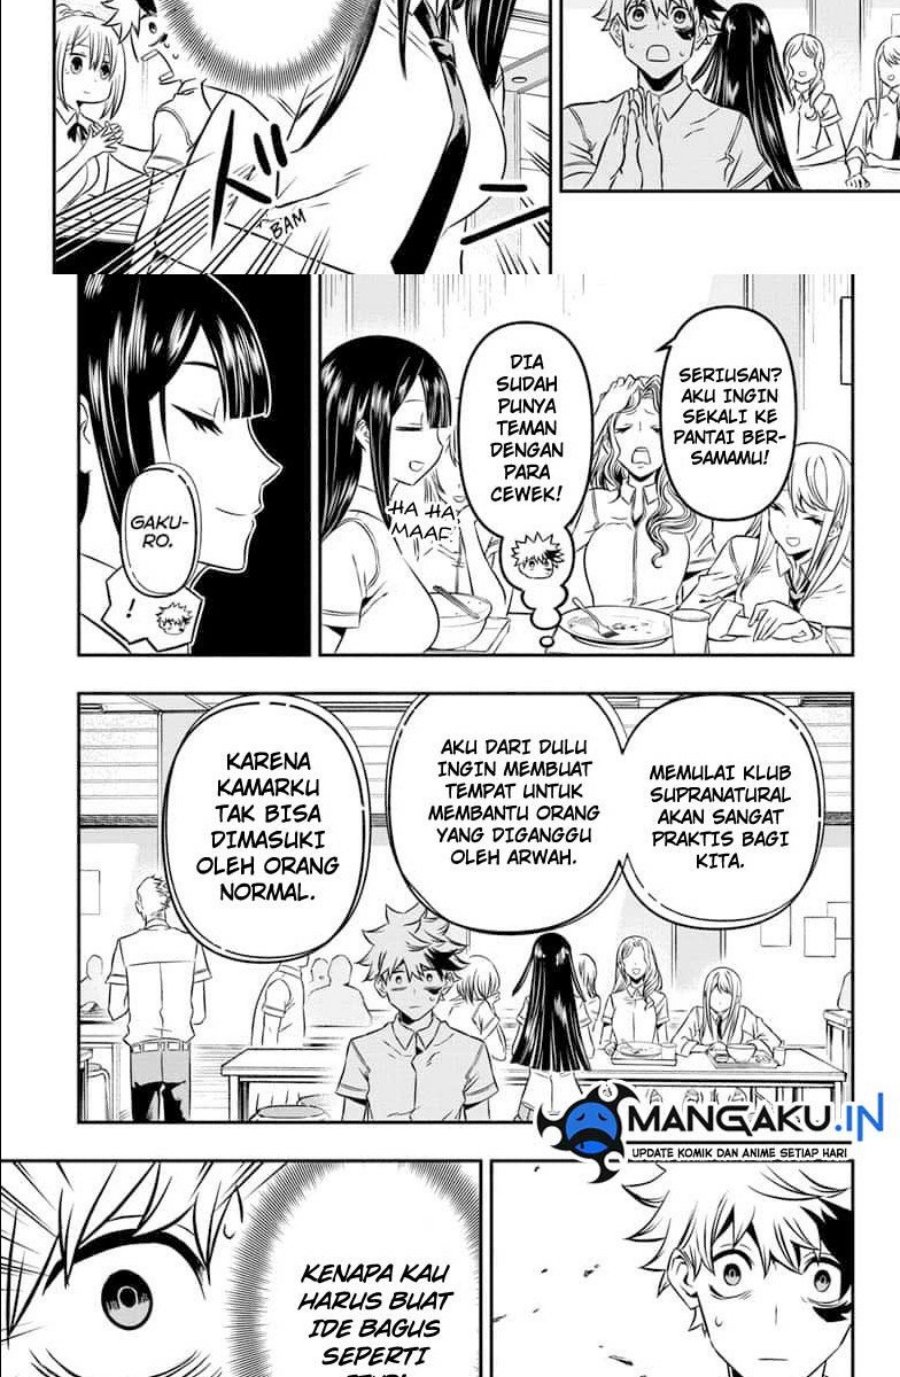 ドン
BAM
SERIUSAN?
AKU INGIN
SEKALI KE
PANTAI BER-
SAMAMU!
DIA
SUDAH
PUNYA
TEMAN
DENGAN
PARA
CEWEK!
HA HA
MAAF
GAKU-
RO.
!
MEMULAI KLUB
SUPRANATURAL
AKAN SANGAT
PRAKTIS BAGI
KITA.
AKU DARI DULU
INGIN MEMBUAT
TEMPAT UNTUK
MEMBANTU ORANG
YANG DIGANGGU
OLEH ARWAH.
KARENA
KAMARKU
TAK BISA
DIMASUKI
OLEH ORANG
NORMAL.
MANGAKU.IN
UPDATE KOMIK DAN ANIME SETIAP HARI
KENAPA KAU
HARUS BUAT
IDE BAGUS
SEPERTI